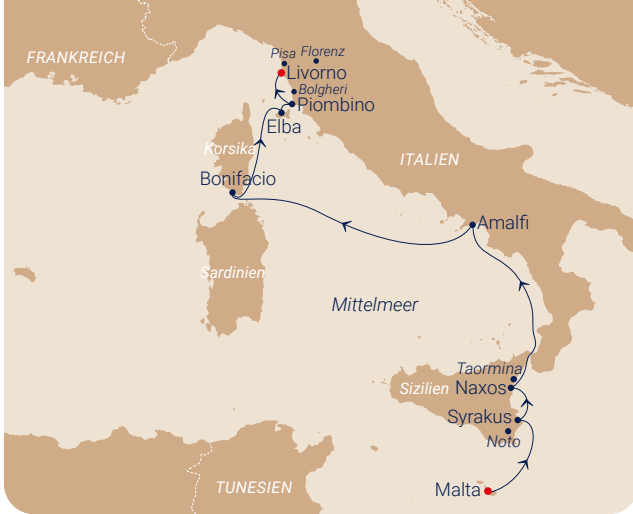 FRANKREICH
Pisa
Florenz
Livorno
Bolgheri
Piombino
Elba
Korsika
ITALIEN
Bonifacio
Amalfi
Sardinien
Mittelmeer
Taormina
Sizilien
Naxos
Syrakus
Noto
TUNESIEN
Malta